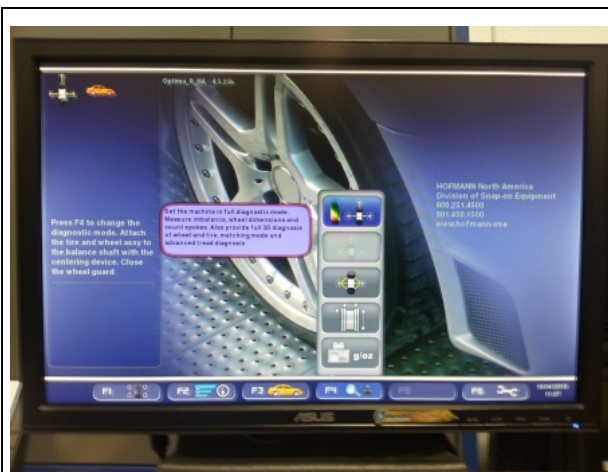 Optima_R_NA 4.5.2Gh
HOFMANN North America
Division of Snap-on Equipment
800.251.4500
501.438.1500
www.hofmann-usa
Press F4 to change the
diagnostic mode. Attach
the tire and wheel assy to
the balance shaft with the
centering device. Close
the wheel guard
Set the machine in full diagnostic mode.
Measure imbalance, wheel dimensions and
count spokes. Also provide full 3D diagnosis
of wheel and tire, matching mode and
advanced tread diagnosis
g/oz
F1
F2
F3
F4
F5
F6
ASUS